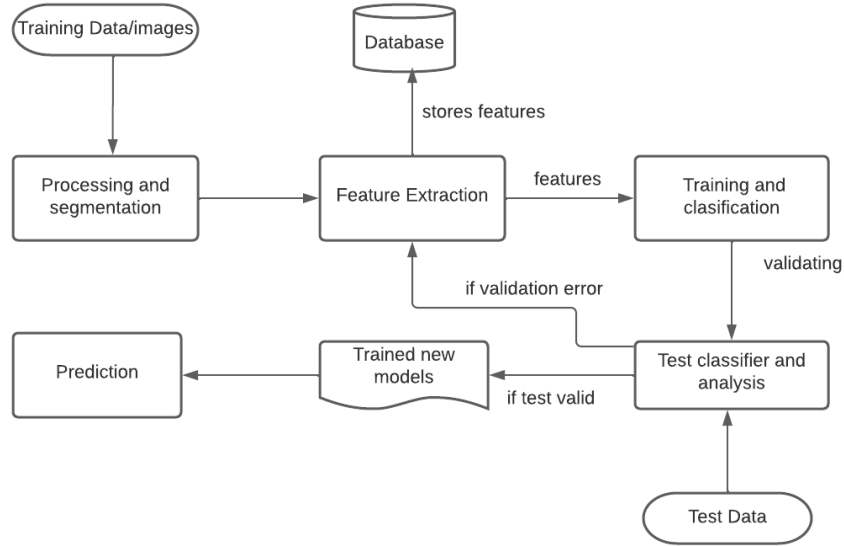 Training Data/images
Database
stores features
Processing and
segmentation
Feature Extraction
features
Training and
clasification
validating
if validation error
Prediction
Trained new
models
if test valid
Test classifier and
analysis
Test Data